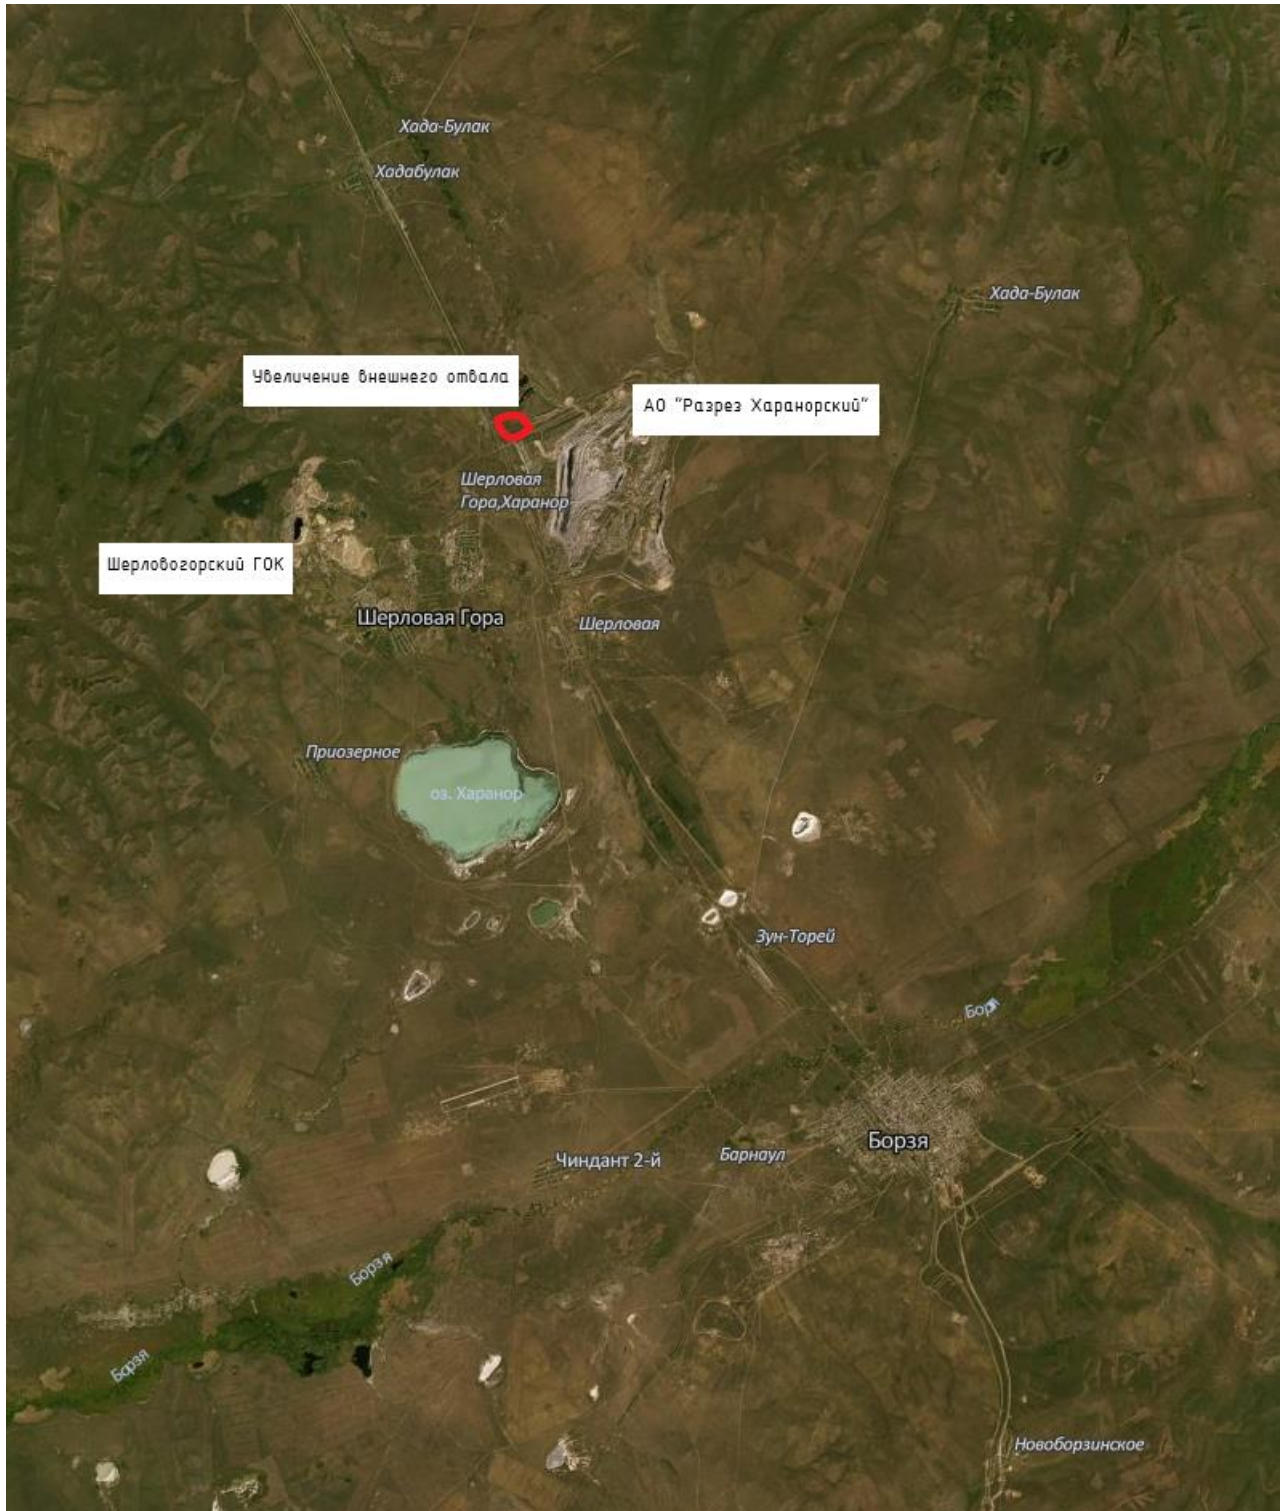 Хада-Булак
Хадабулак
Хада-Булак
Увеличение внешнего отвала
АО "Разрез Харанорский"
Шерловая
Гора,Харанор
Шерловогорский ГОК
Шерловая Гора
Шерловая
Приозерное
оз. Харанор
Зун-Торей
Борзя
Борзя
Чиндант 2-й
Барнаул
Борзя
Борзя
Новоборзинское